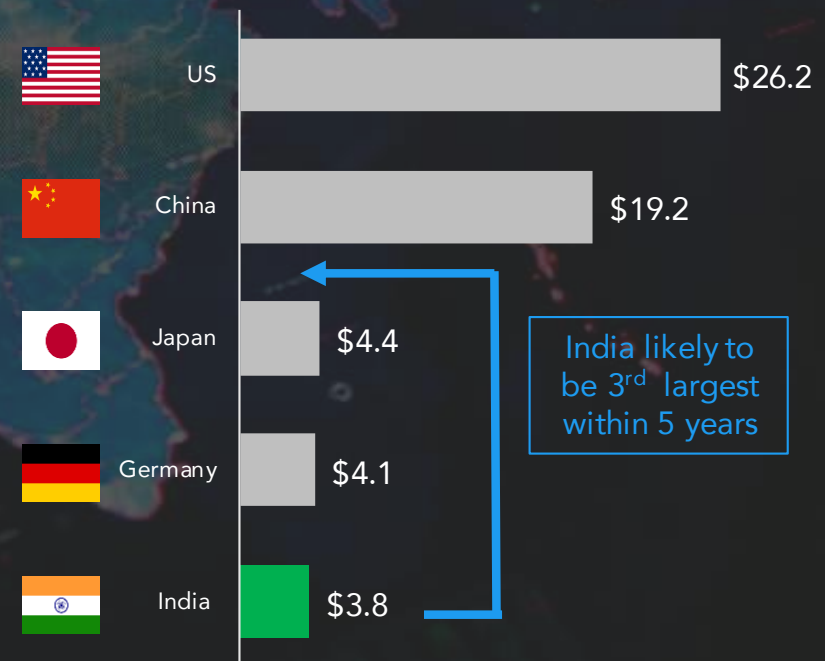 US
$26.2
China
$19.2
Japan
$4.4
India likely to
be 3rd largest
within 5 years
Germany
$4.1
India
$3.8